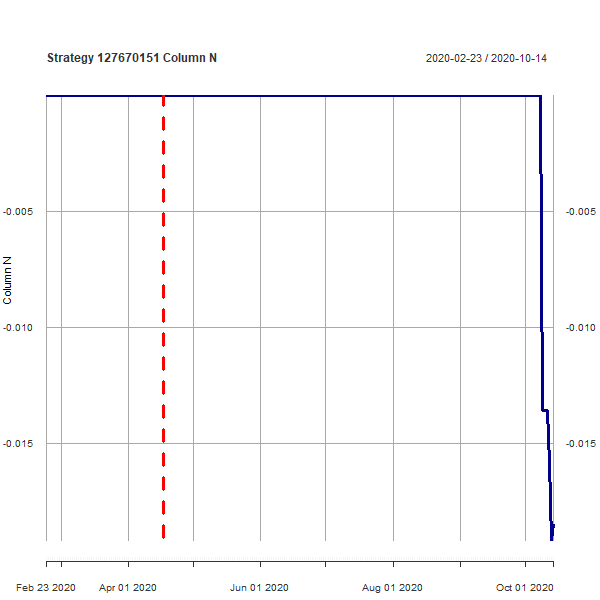 Strategy 127670151 Column N
2020-02-23 / 2020-10-14
-0.005
-0.005
Column N
-0.010
-0.010
-0.015
-0.015
Feb 23 2020
Apr 01 2020
Jun 01 2020
Aug 01 2020
Oct 01 2020